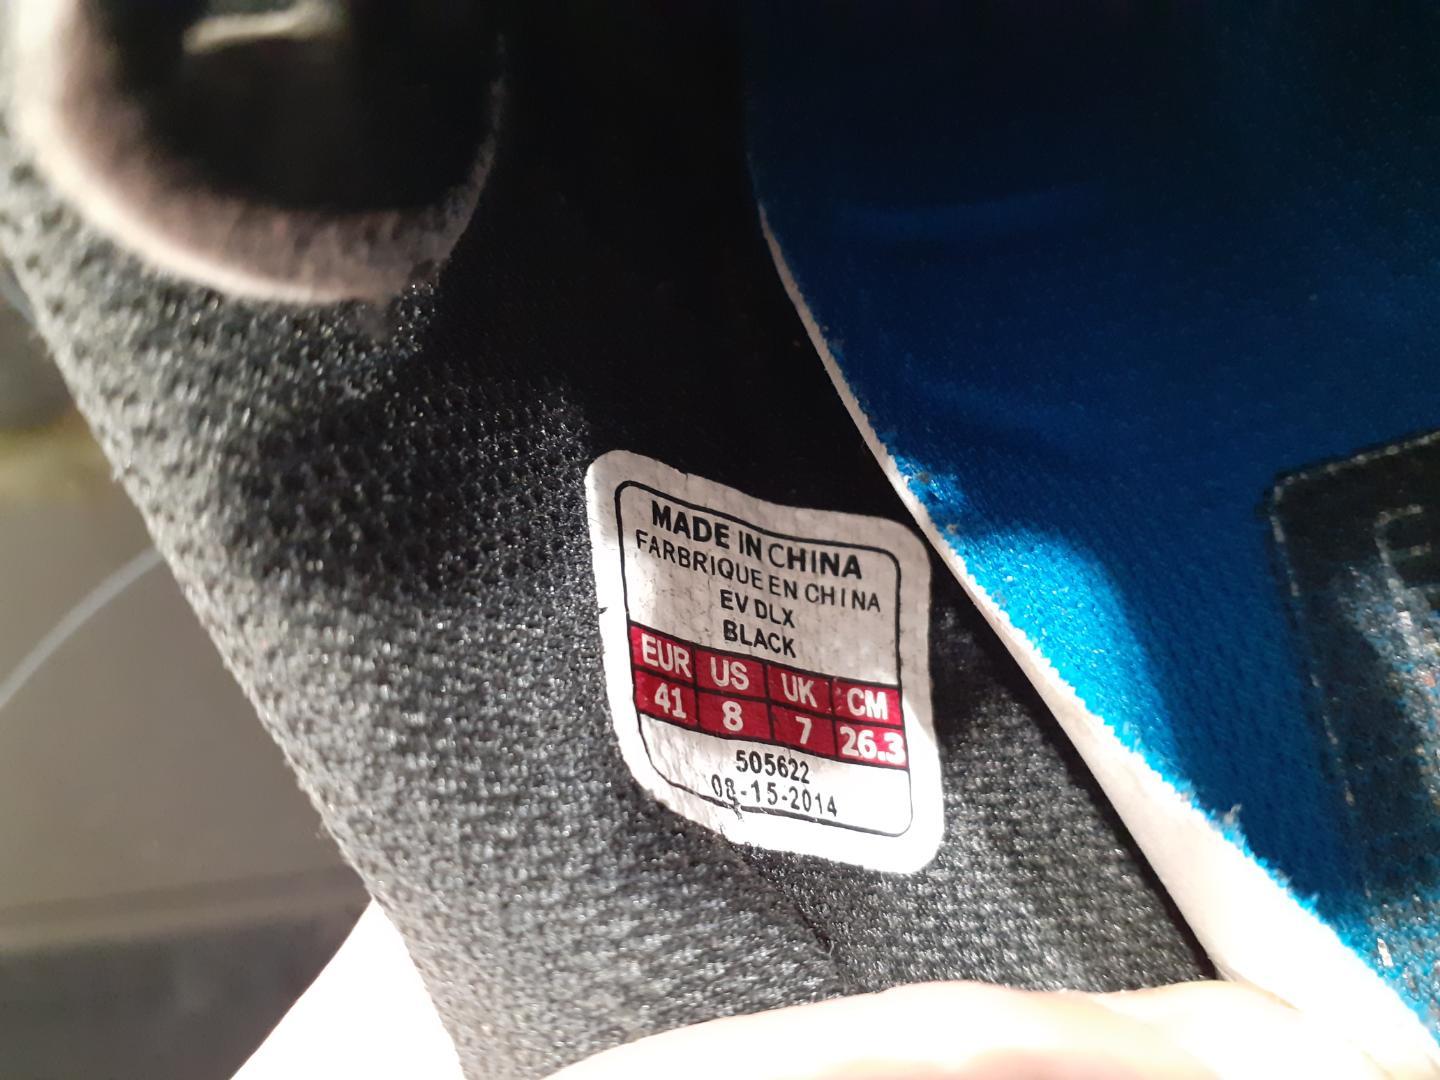 MADE IN CHINA
FARBRIQUE EN CHINA
EV DLX
BLACK
EUR US UK CM
41 8 7 26.3
505622
08-15-2014